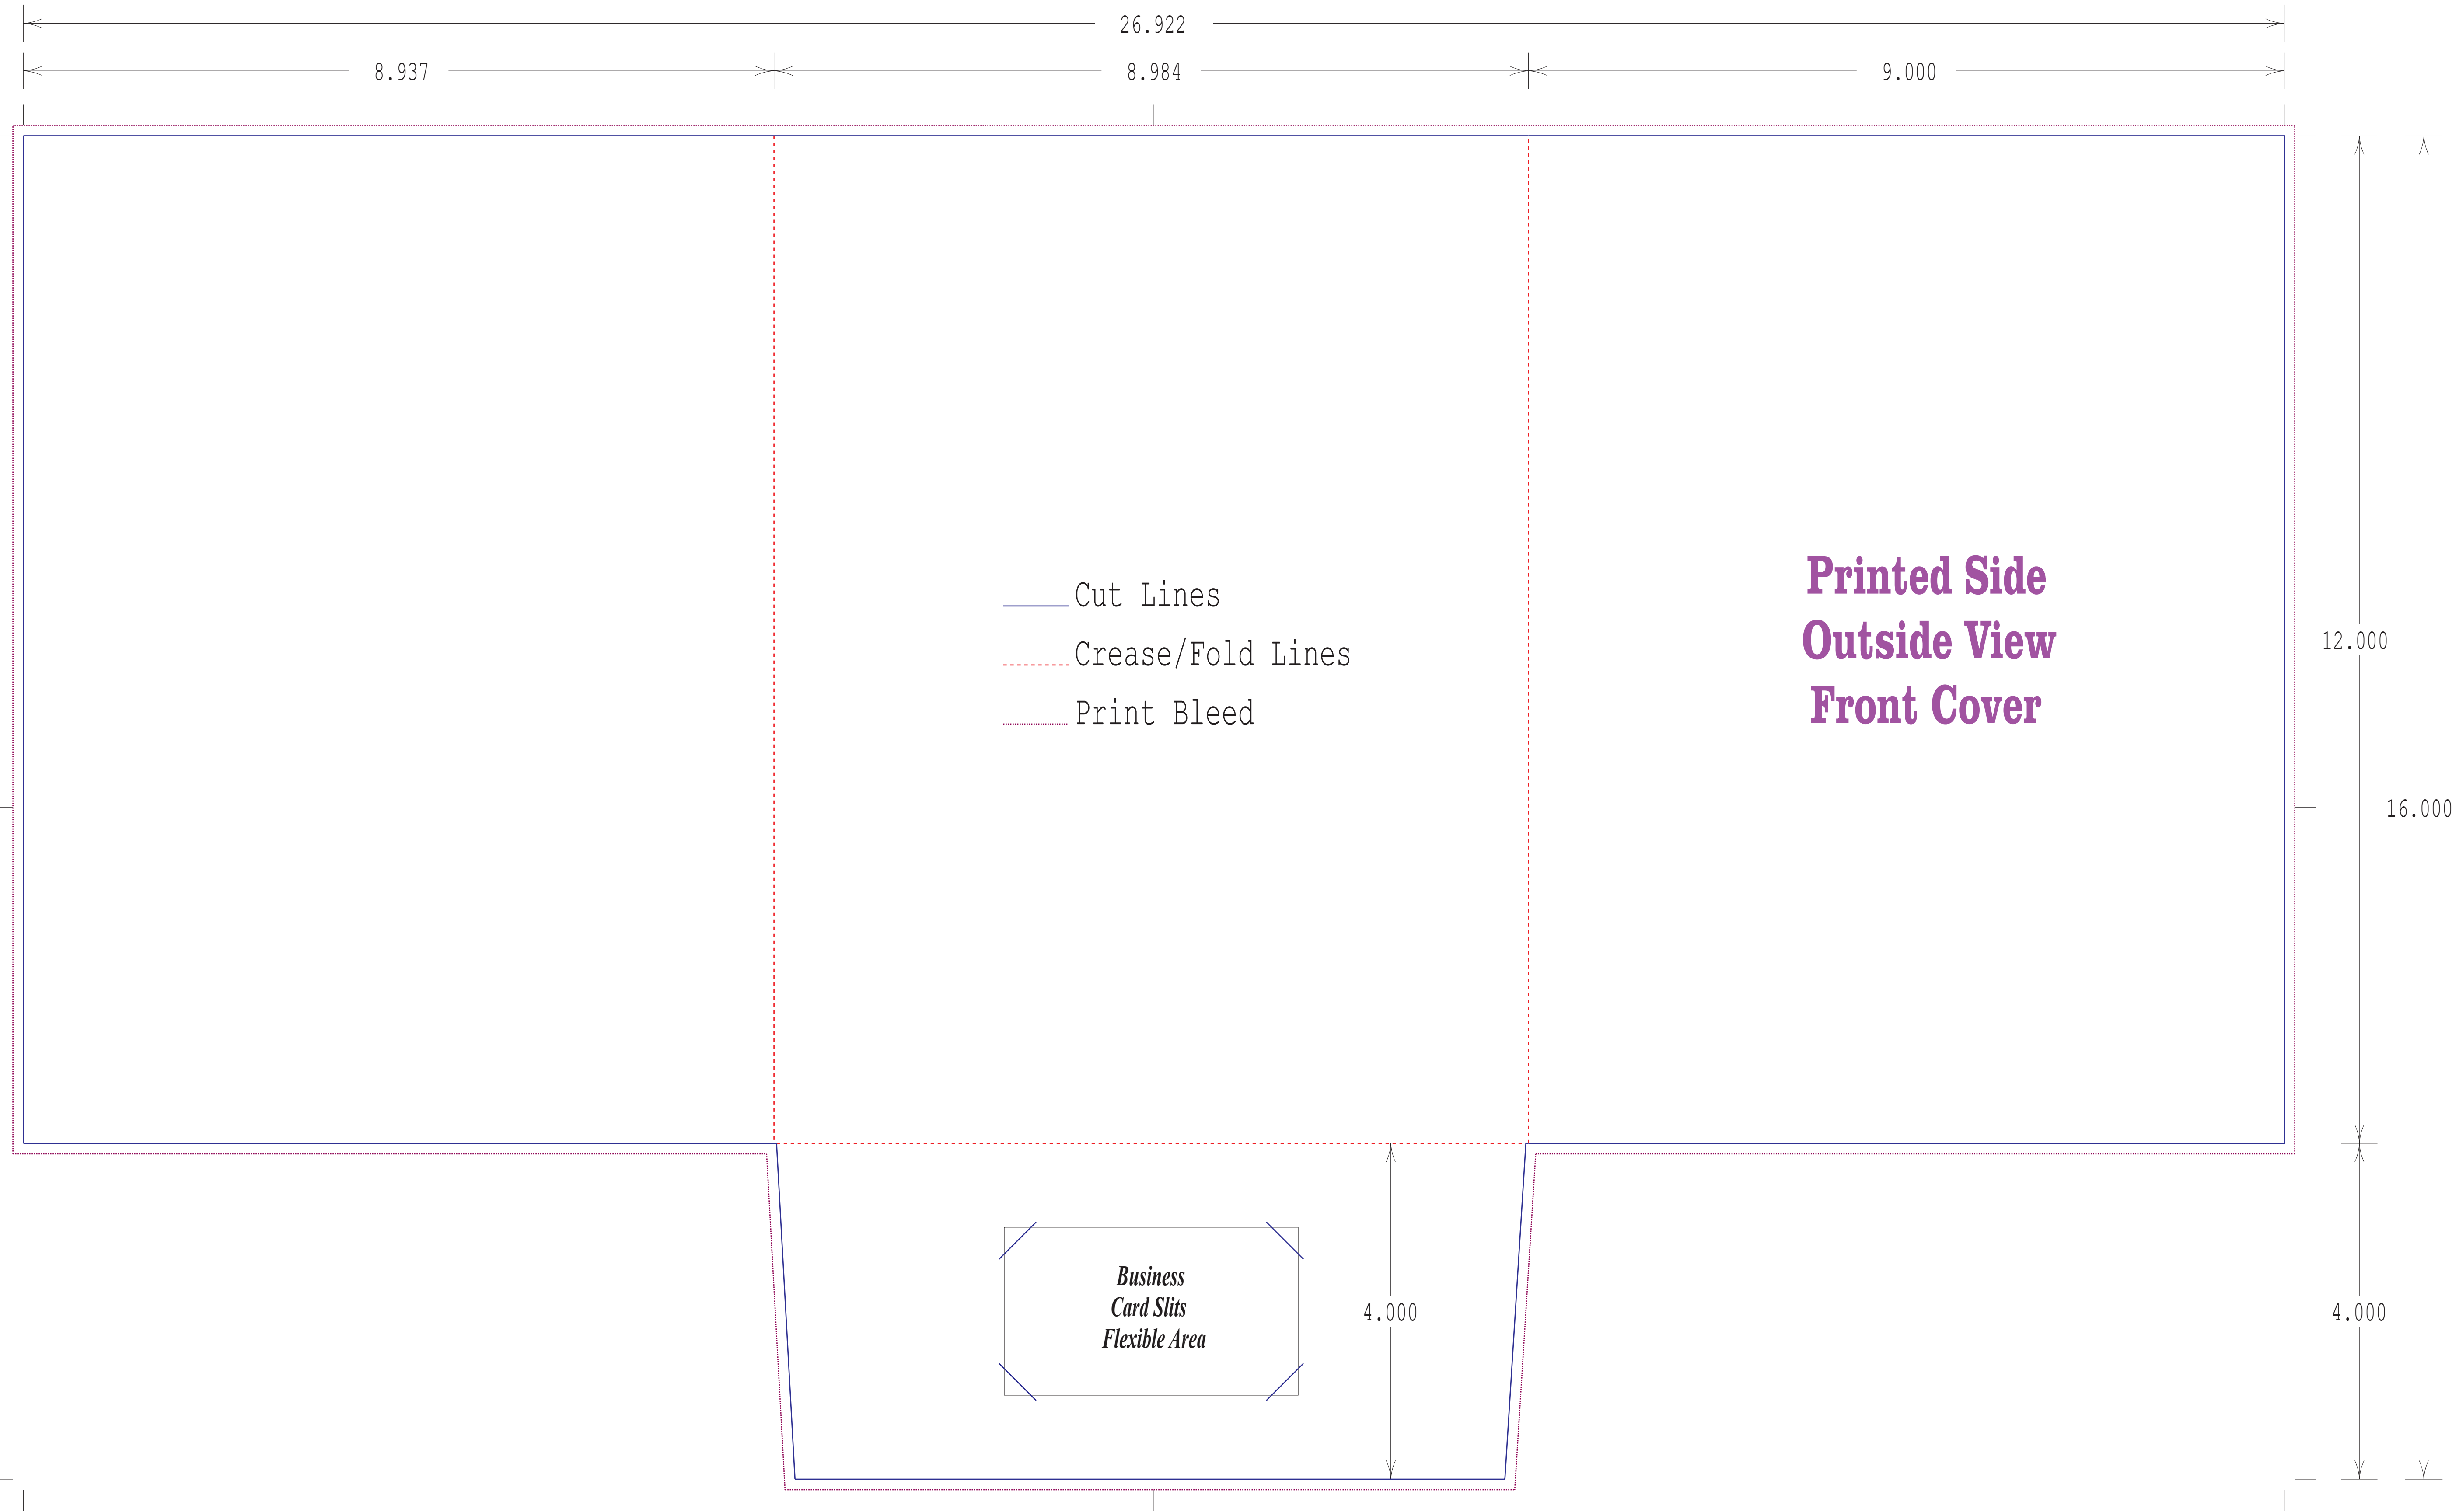 26.922
8.937
8.984
9.000
Cut Lines
Crease/Fold Lines
Print Bleed
Printed Side
Outside View
Front Cover
12.000
16.000
Business
Card Slits
Flexible Area
4.000
4.000